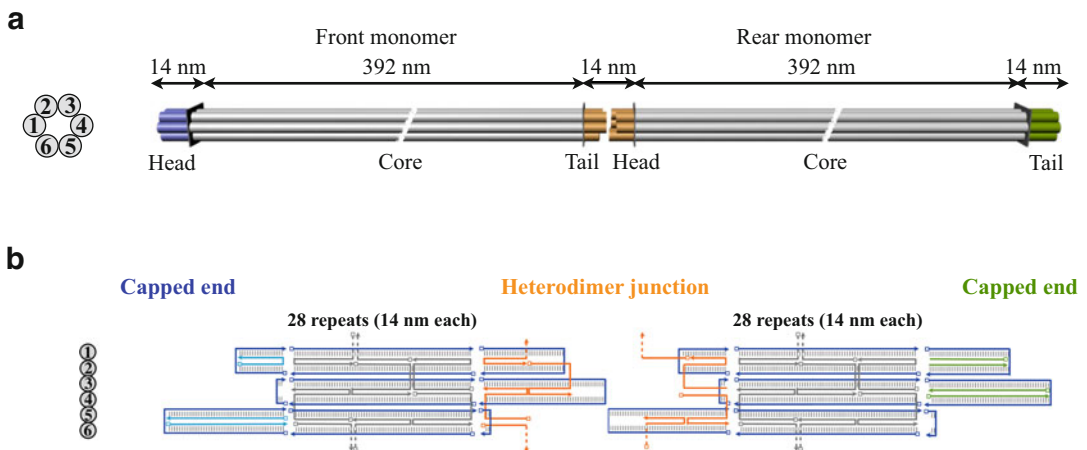 a
Front monomer Rear monomer
14 nm 392 nm 14 nm 392 nm 14 nm
2 3
1 4
6 5
Head Core Tail Head Core Tail
b
Capped end Heterodimer junction Capped end
28 repeats (14 nm each) 28 repeats (14 nm each)
1
2
3
4
5
6